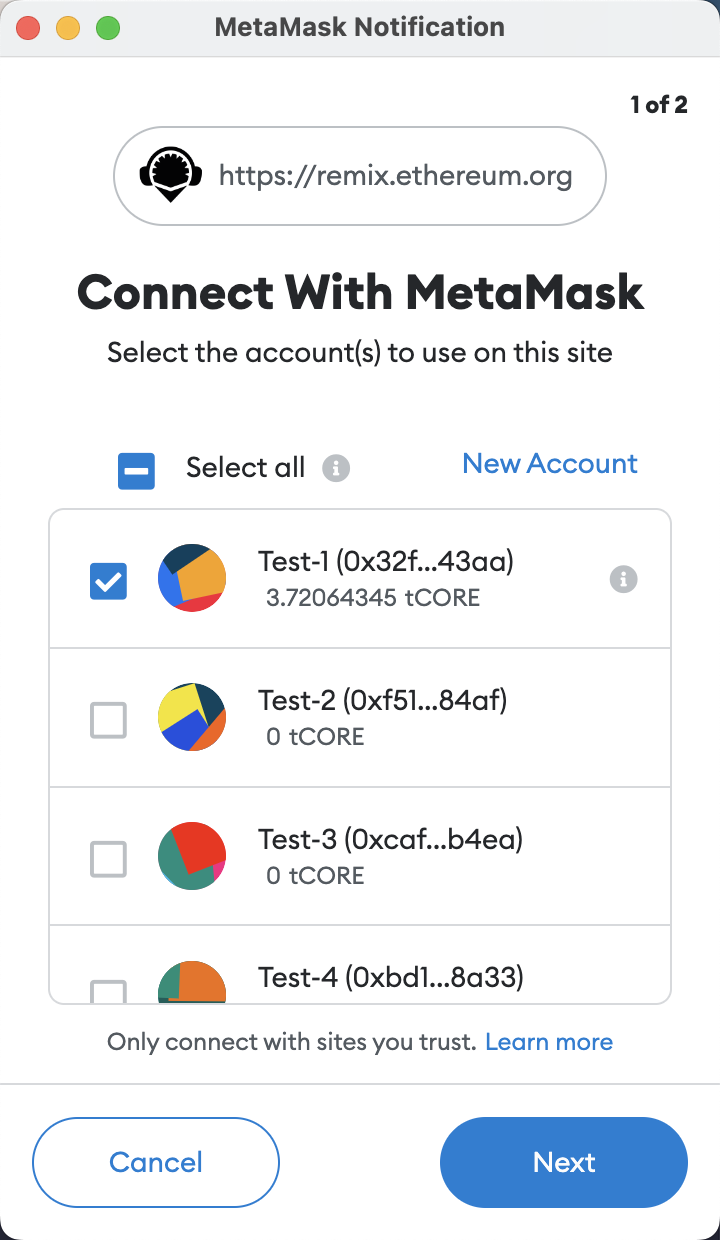 MetaMask Notification
1 of 2
https://remix.ethereum.org
Connect With MetaMask
Select the account(s) to use on this site
Select all
New Account
Test-1 (0x32f...43aa)
3.72064345 tCORE
Test-2 (0xf51...84af)
0 tCORE
Test-3 (0xcaf...b4ea)
0 tCORE
Test-4 (0xbd1...8a33)
Only connect with sites you trust. Learn more
Cancel
Next